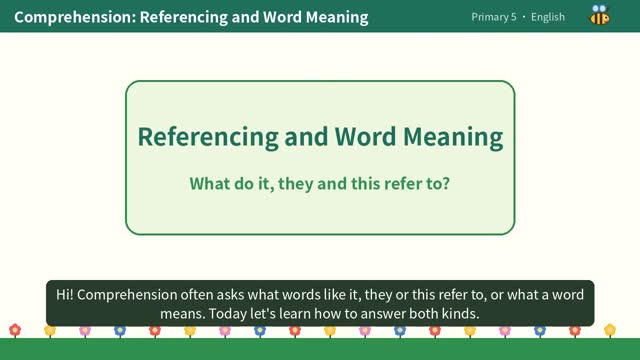 Comprehension: Referencing and Word Meaning
Primary 5 • English
Referencing and Word Meaning
What do it, they and this refer to?
Hi! Comprehension often asks what words like it, they or this refer to, or what a word
means. Today let's learn how to answer both kinds.